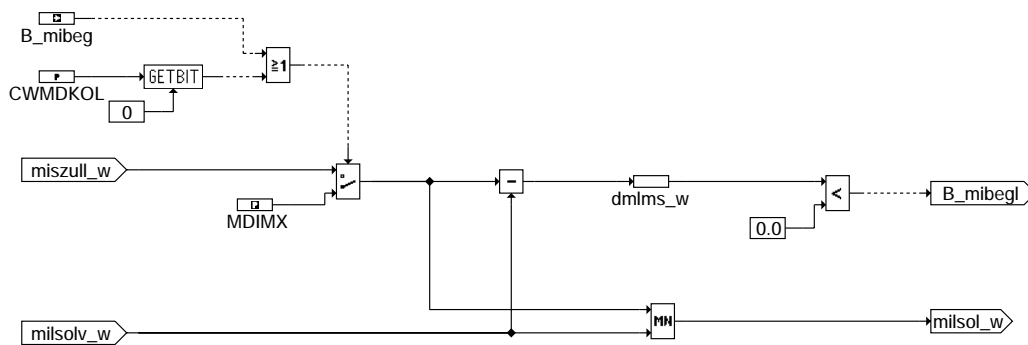 B_mibeg
≥1
GETBIT
P
CWMDKOL
0
miszull_w
MDIMX
-
dmlms_w
<
B_mibegl
0.0
milsolv_w
MN
milsol_w